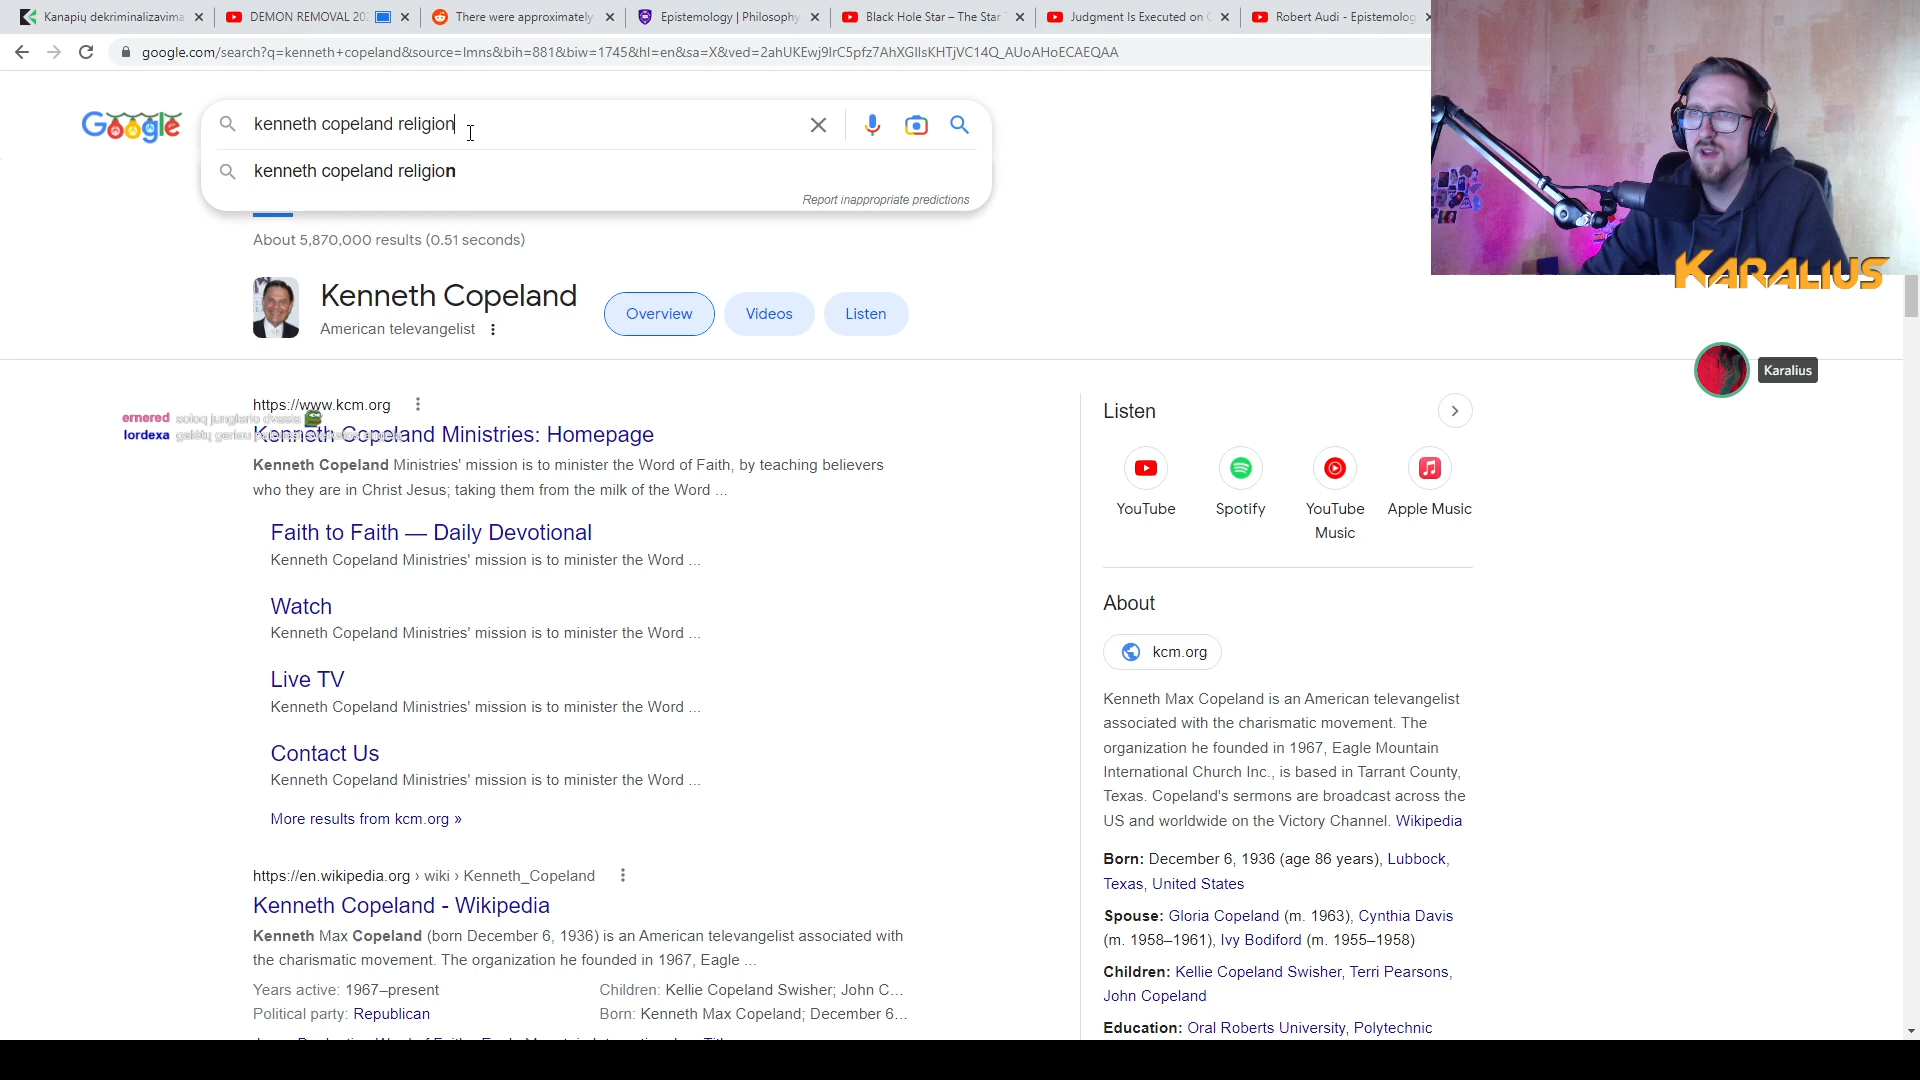 Kanapių dekriminalizavima
DEMON REMOVAL 202
There were approximately
Epistemology | Philosophy
Black Hole Star – The Star
Judgment Is Executed on
Robert Audi - Epistemolog
google.com/search?q=kenneth+copeland&source=lmns&bih=881&biw=1745&hl=en&sa=X&ved=2ahUKEwj9lrC5pfz7AhXGlIsKHTjVC14Q_AUoAHoECAEQAA
Google
kenneth copeland religion
kenneth copeland religion
Report inappropriate predictions
About 5,870,000 results (0.51 seconds)
Kenneth Copeland
American televangelist
Overview
Videos
Listen
KARALIUS
Karalius
https://www.kcm.org
ernered soloq junglerio dvasia
lordexa
Kenneth Copeland Ministries: Homepage
Kenneth Copeland Ministries' mission is to minister the Word of Faith, by teaching believers
who they are in Christ Jesus; taking them from the milk of the Word ...
Faith to Faith — Daily Devotional
Kenneth Copeland Ministries' mission is to minister the Word ...
Watch
Kenneth Copeland Ministries' mission is to minister the Word ...
Live TV
Kenneth Copeland Ministries' mission is to minister the Word ...
Contact Us
Kenneth Copeland Ministries' mission is to minister the Word ...
More results from kcm.org »
https://en.wikipedia.org › wiki › Kenneth_Copeland
Kenneth Copeland - Wikipedia
Kenneth Max Copeland (born December 6, 1936) is an American televangelist associated with
the charismatic movement. The organization he founded in 1967, Eagle ...
Years active: 1967–present
Children: Kellie Copeland Swisher; John C...
Political party: Republican
Born: Kenneth Max Copeland; December 6...
Listen
YouTube
Spotify
YouTube
Music
Apple Music
About
kcm.org
Kenneth Max Copeland is an American televangelist
associated with the charismatic movement. The
organization he founded in 1967, Eagle Mountain
International Church Inc., is based in Tarrant County,
Texas. Copeland's sermons are broadcast across the
US and worldwide on the Victory Channel. Wikipedia
Born: December 6, 1936 (age 86 years), Lubbock,
Texas, United States
Spouse: Gloria Copeland (m. 1963), Cynthia Davis
(m. 1958–1961), Ivy Bodiford (m. 1955–1958)
Children: Kellie Copeland Swisher, Terri Pearsons,
John Copeland
Education: Oral Roberts University, Polytechnic